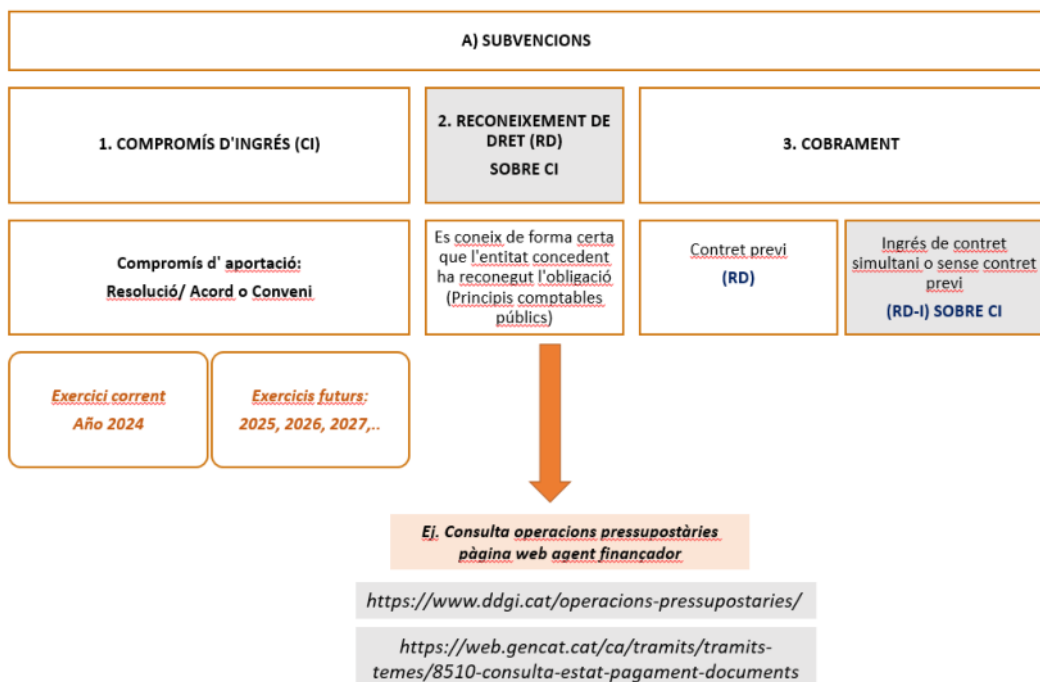 A) SUBVENCIONS
1. COMPROMÍS D'INGRÉS (CI)
2. RECONEIXEMENT DE
DRET (RD)
SOBRE CI
3. COBRAMENT
Compromís d' aportació:
Resolució/ Acord o Conveni
Es coneix de forma certa
que l'entitat concedent
ha reconegut l'obligació
(Principis comptables
públics)
Contret previ
(RD)
Ingrés de contret
simultani o sense contret
previ
(RD-I) SOBRE CI
Exercici corrent
Año 2024
Exercicis futurs:
2025, 2026, 2027,..
Ej. Consulta operacions pressupostàries
pàgina web agent finançador
https://www.ddgi.cat/operacions-pressupostaries/
https://web.gencat.cat/ca/tramits/tramits-
temes/8510-consulta-estat-pagament-documents